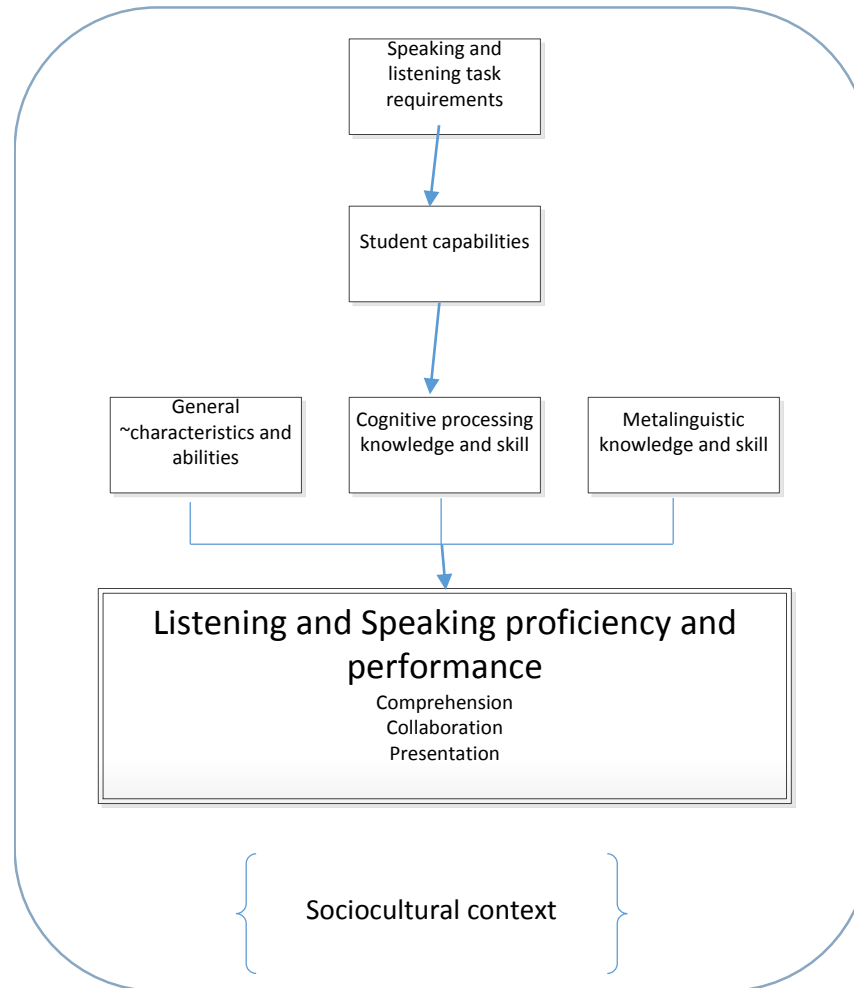 Speaking and
listening task
requirements
Student capabilities
General
~characteristics and
abilities
Cognitive processing
knowledge and skill
Metalinguistic
knowledge and skill
Listening and Speaking proficiency and
performance
Comprehension
Collaboration
Presentation
Sociocultural context